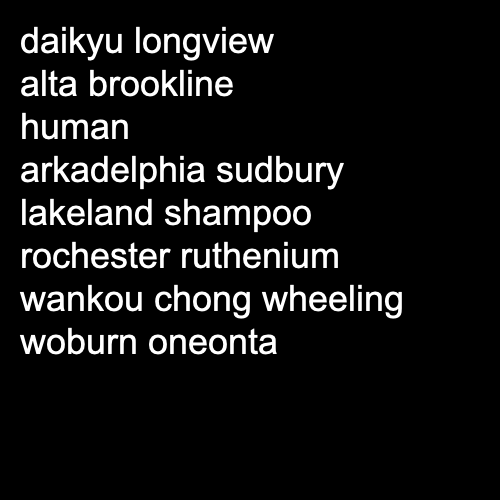 daikyu longview
alta brookline
human
arkadelphia sudbury
lakeland shampoo
rochester ruthenium
wankou chong wheeling
woburn oneonta